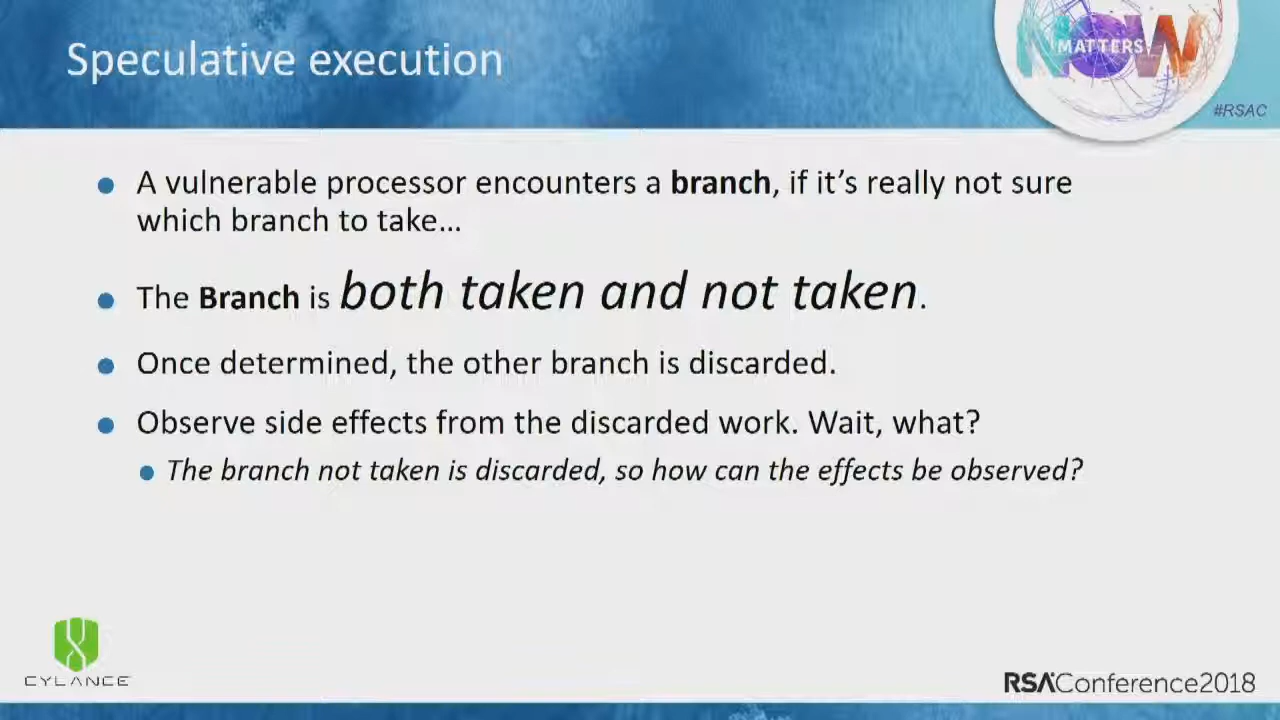 Speculative execution
NOW
MATTERS
#RSAC
A vulnerable processor encounters a branch, if it’s really not sure
which branch to take…
The Branch is both taken and not taken.
Once determined, the other branch is discarded.
Observe side effects from the discarded work. Wait, what?
The branch not taken is discarded, so how can the effects be observed?
CYLANCE
RSAConference2018